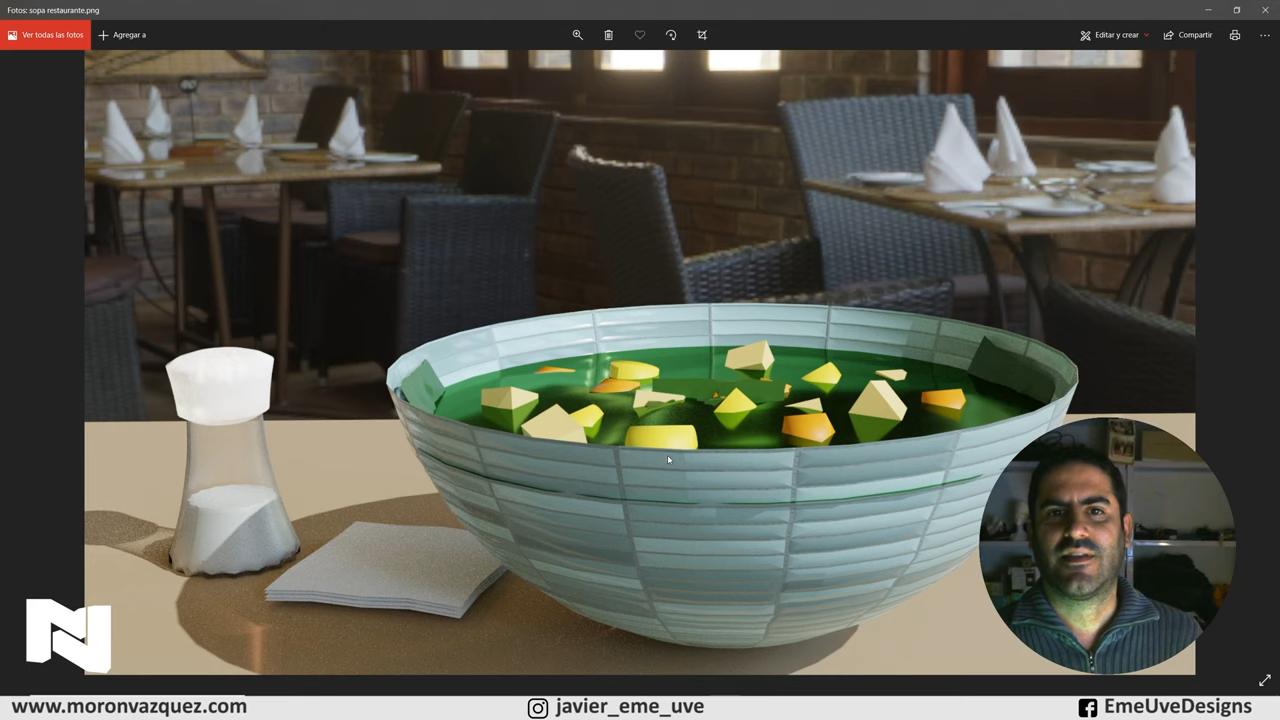 Fotos: sopa restaurante.png
Ver todas las fotos
Agregar a
Editar y crear
Compartir
www.moronvazquez.com
javier_eme_uve
EmeUveDesigns